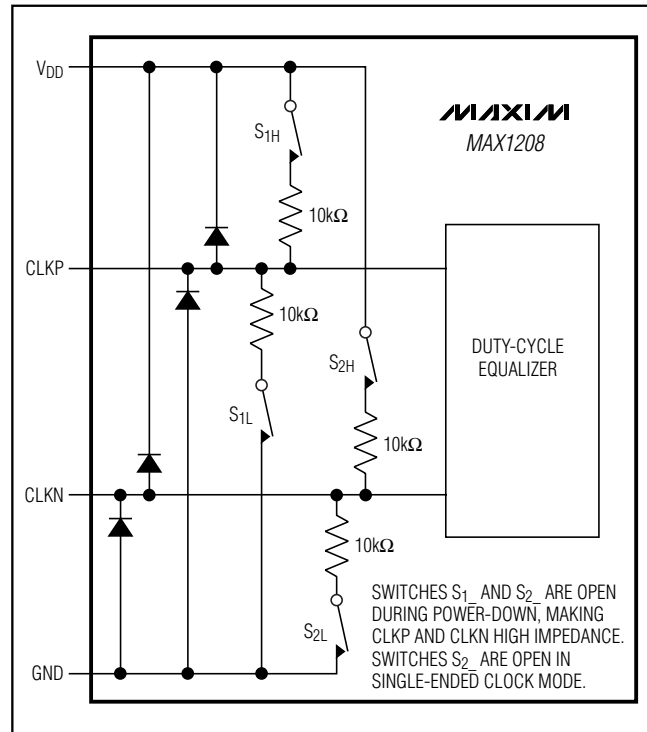 VDD
MAXIM
MAX1208
S1H
10kΩ
CLKP
10kΩ
S2H
DUTY-CYCLE
EQUALIZER
S1L
10kΩ
CLKN
10kΩ
SWITCHES S1_ AND S2_ ARE OPEN
DURING POWER-DOWN, MAKING
CLKP AND CLKN HIGH IMPEDANCE.
SWITCHES S2_ ARE OPEN IN
SINGLE-ENDED CLOCK MODE.
S2L
GND